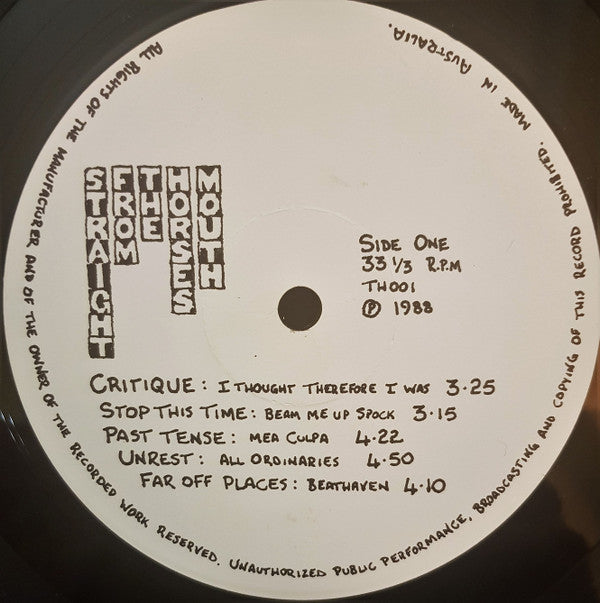 STRAIGHT
FROM
THE
HORSES
MOUTH
SIDE ONE
33 1/3 R.P.M
TH001
Ⓟ 1988
CRITIQUE: I THOUGHT THEREFORE I WAS 3·25
STOP THIS TIME: BEAM ME UP SPOCK 3·15
PAST TENSE: MEA CULPA 4·22
UNREST: ALL ORDINARIES 4·50
FAR OFF PLACES: BEATHAVEN 4·10
ALL RIGHTS OF THE MANUFACTURER AND OF THE OWNER OF THE RECORDED WORK RESERVED. UNAUTHORIZED PUBLIC PERFORMANCE, BROADCASTING AND COPYING OF THIS RECORD PROHIBITED. MADE IN AUSTRALIA.